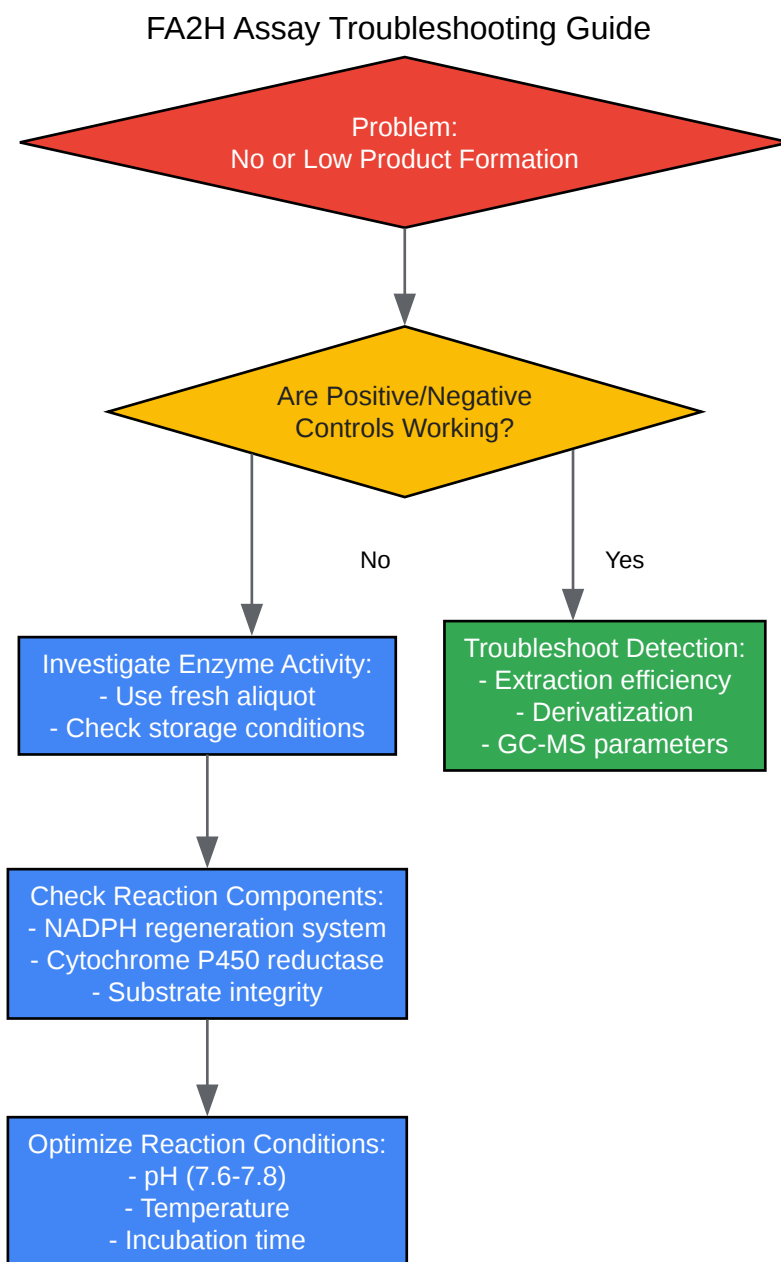 FA2H Assay Troubleshooting Guide
Problem:
No or Low Product Formation
Are Positive/Negative
Controls Working?
No
Yes
Investigate Enzyme Activity:
- Use fresh aliquot
- Check storage conditions
Troubleshoot Detection:
- Extraction efficiency
- Derivatization
- GC-MS parameters
Check Reaction Components:
- NADPH regeneration system
- Cytochrome P450 reductase
- Substrate integrity
Optimize Reaction Conditions:
- pH (7.6-7.8)
- Temperature
- Incubation time